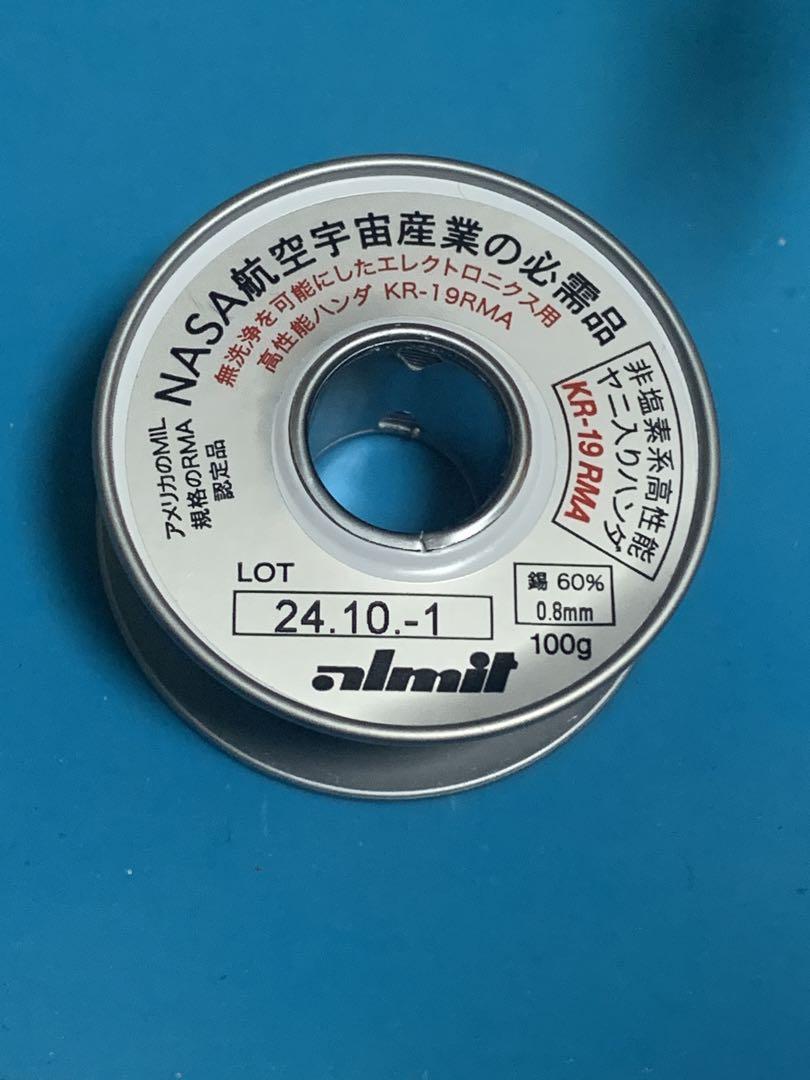 NASA航空宇宙産業の必需品
無洗浄を可能にしたエレクトロニクス用
高性能ハンダ KR-19RMA
アメリカのMIL
規格のRMA
認定品
非塩素系高性能
ヤニ入りハンダ
KR-19 RMA
LOT
24.10.-1
錫 60%
0.8mm
100g
almit